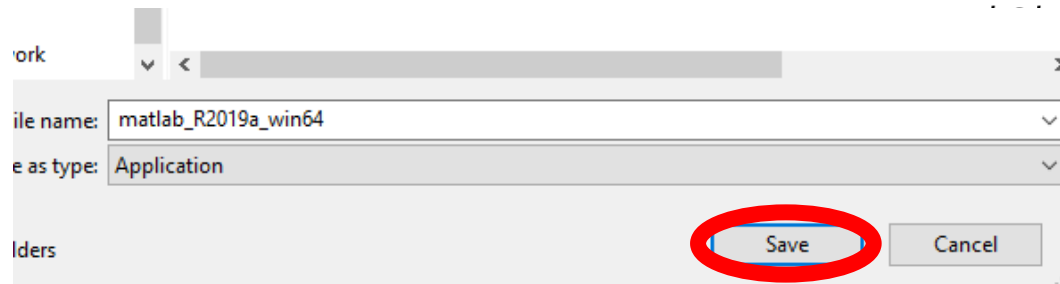 ork
ile name: matlab_R2019a_win64
e as type: Application
lders
Save
Cancel